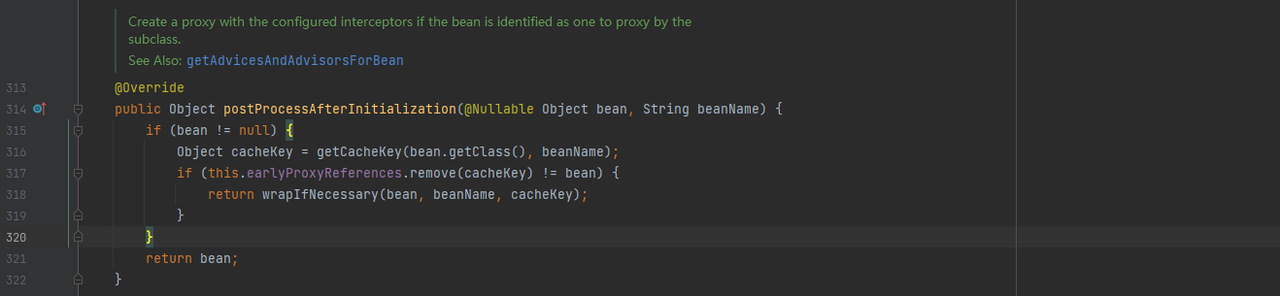 Create a proxy with the configured interceptors if the bean is identified as one to proxy by the
subclass.
See Also: getAdvicesAndAdvisorsForBean
313 @Override
314 public Object postProcessAfterInitialization(@Nullable Object bean, String beanName) {
315 if (bean != null) {
316 Object cacheKey = getCacheKey(bean.getClass(), beanName);
317 if (this.earlyProxyReferences.remove(cacheKey) != bean) {
318 return wrapIfNecessary(bean, beanName, cacheKey);
319 }
320 }
321 return bean;
322 }